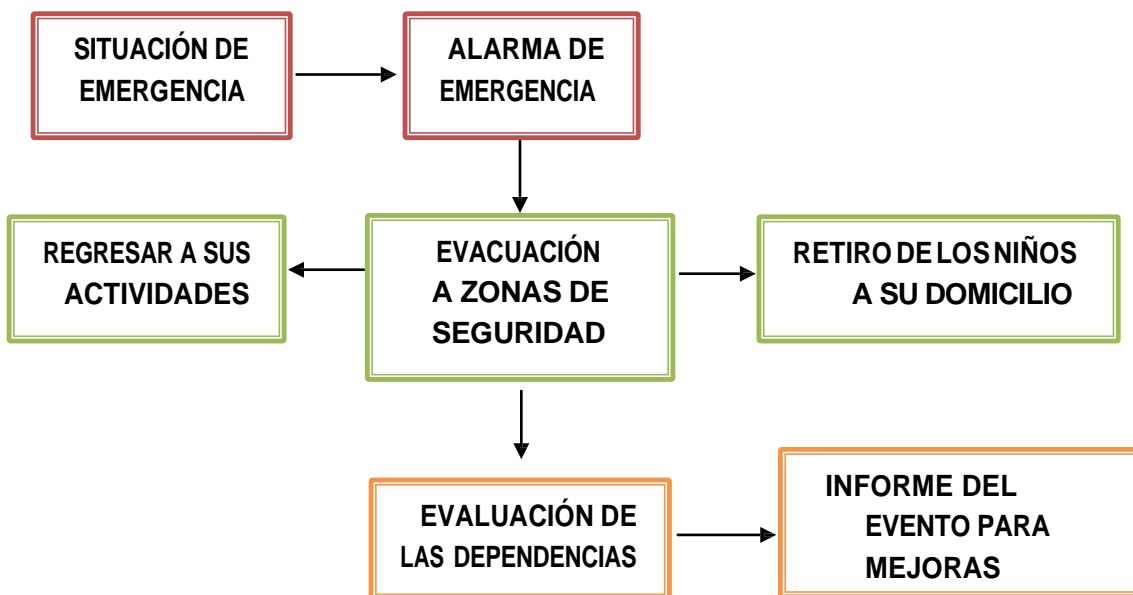 SITUACIÓN DE
EMERGENCIA
ALARMA DE
EMERGENCIA
REGRESAR A SUS
ACTIVIDADES
EVACUACIÓN
A ZONAS DE
SEGURIDAD
RETIRO DE LOS NIÑOS
A SU DOMICILIO
EVALUACIÓN DE
LAS DEPENDENCIAS
INFORME DEL
EVENTO PARA
MEJORAS